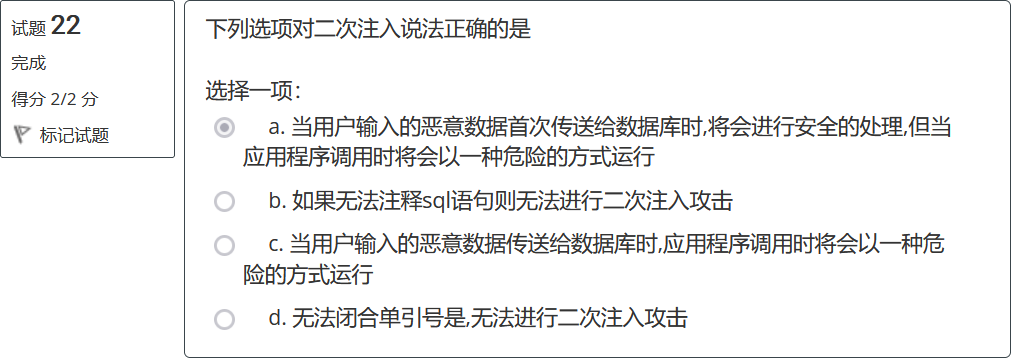 试题 22
完成
得分 2/2 分
标记试题
下列选项对二次注入说法正确的是
选择一项：
a. 当用户输入的恶意数据首次传送给数据库时,将会进行安全的处理,但当
应用程序调用时将会以一种危险的方式运行
b. 如果无法注释sql语句则无法进行二次注入攻击
c. 当用户输入的恶意数据传送给数据库时,应用程序调用时将会以一种危
险的方式运行
d. 无法闭合单引号是,无法进行二次注入攻击